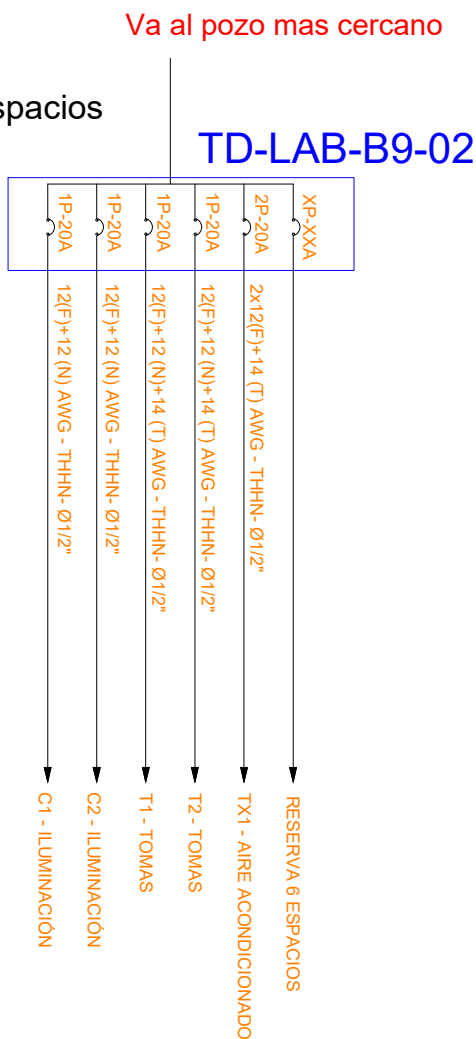 Va al pozo mas cercano
spacios
TD-LAB-B9-02
1P-20A
1P-20A
1P-20A
1P-20A
2P-20A
XP-XXA
12(F)+12 (N) AWG - THHN- Ø1/2"
12(F)+12 (N) AWG - THHN- Ø1/2"
12(F)+12 (N)+14 (T) AWG - THHN- Ø1/2"
12(F)+12 (N)+14 (T) AWG - THHN- Ø1/2"
2x12(F)+14 (T) AWG - THHN- Ø1/2"
C1 - ILUMINACIÓN
C2 - ILUMINACIÓN
T1 - TOMAS
T2 - TOMAS
TX1 - AIRE ACONDICIONADO
RESERVA 6 ESPACIOS